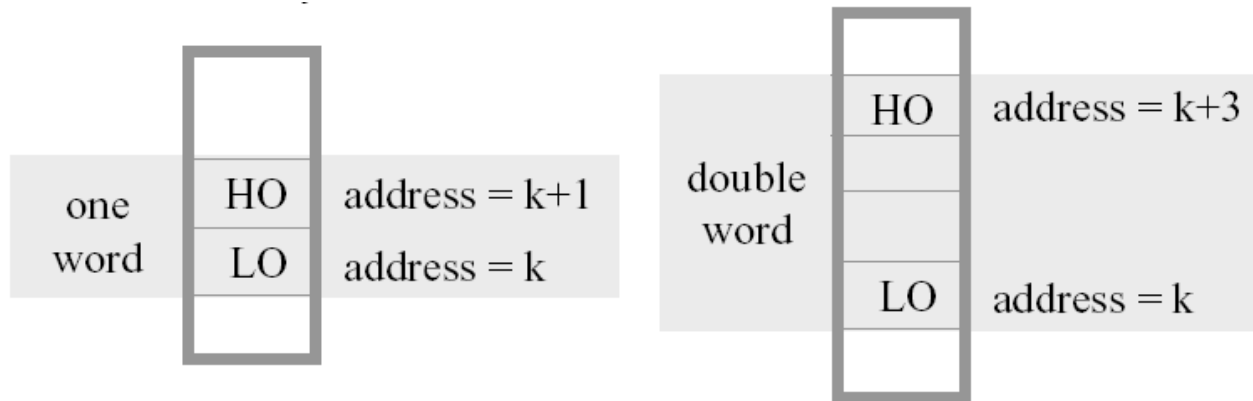 one
word
HO
address = k+1
LO
address = k
double
word
HO
address = k+3
LO
address = k